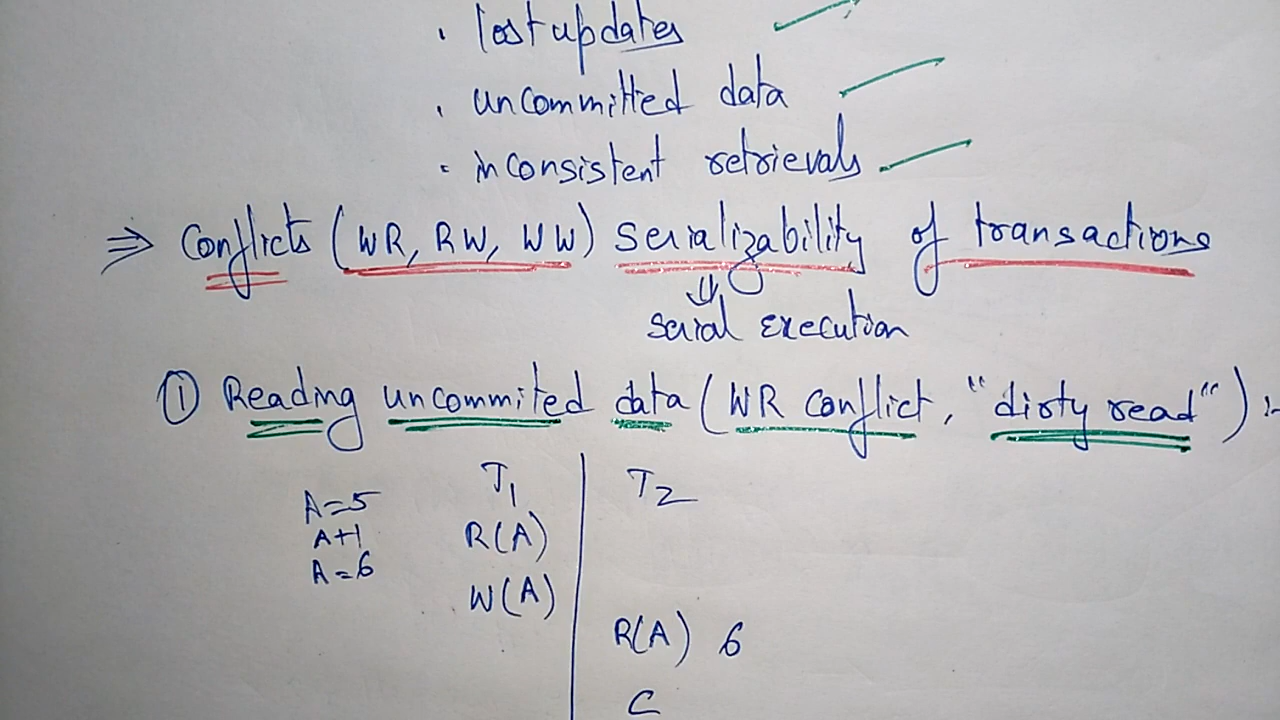 . lost updates
. uncommitted data
. inconsistent retrievals
⇒ Conflicts (WR, RW, WW) serializability of transactions
⇓
serial execution
① Reading uncommited data (WR conflict, "dirty read") :-
T1 T2
A=5
R(A)
A+1
A=6
W(A)
R(A) 6
C